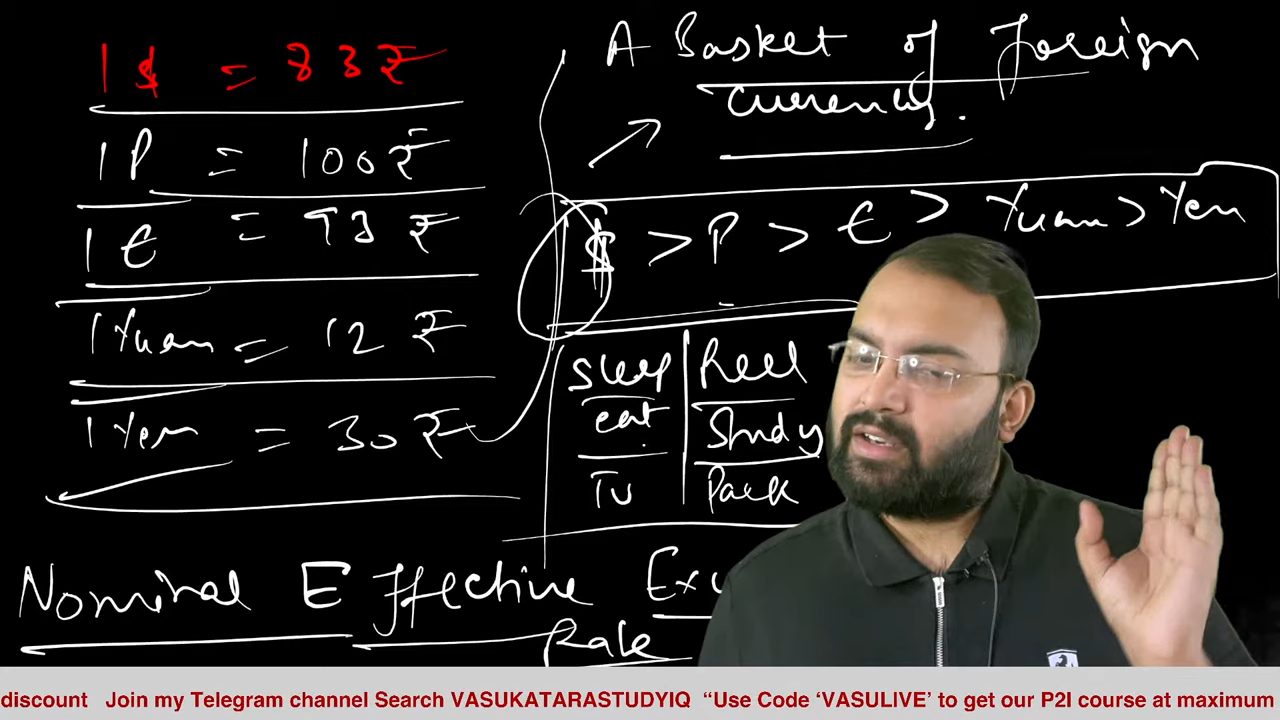 1 $ = 83 ₹
1 P = 100 ₹
1 € = 93 ₹
1 Yuan = 12 ₹
1 Yen = 30 ₹
A Basket of foreign
currency.
$ > P > € > Yuan > Yen
Sleep | Reel
eat | Study
TV | Pack
Nominal Effective Exc
Rate
discount Join my Telegram channel Search VASUKATARASTUDYIQ “Use Code ‘VASULIVE’ to get our P2I course at maximum